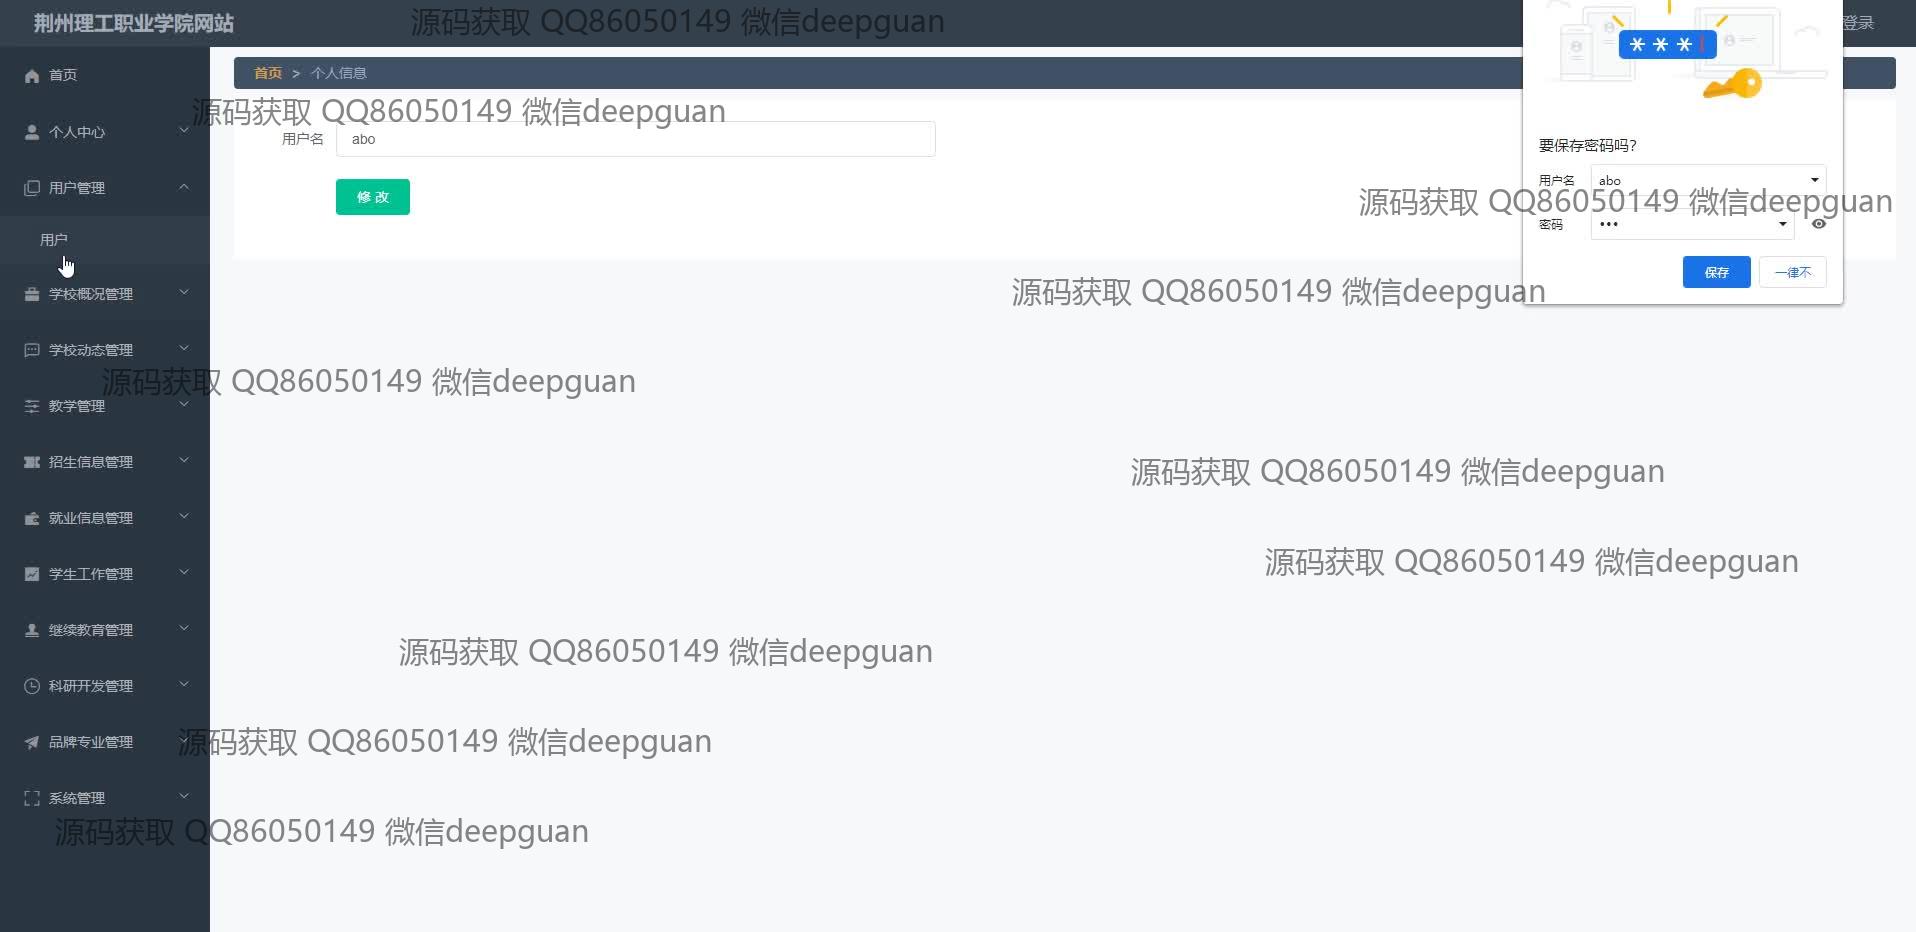 荆州理工职业学院网站
源码获取 QQ86050149 微信deepguan
登录
首页
首页 > 个人信息
源码获取 QQ86050149 微信deepguan
个人中心
用户名 abo
要保存密码吗?
用户管理
修改
用户名 abo
源码获取 QQ86050149 微信deepguan
密码 •••
用户
保存 一律不
学校概况管理
源码获取 QQ86050149 微信deepguan
学校动态管理
源码获取 QQ86050149 微信deepguan
教学管理
招生信息管理
源码获取 QQ86050149 微信deepguan
就业信息管理
源码获取 QQ86050149 微信deepguan
学生工作管理
继续教育管理
源码获取 QQ86050149 微信deepguan
科研开发管理
品牌专业管理
源码获取 QQ86050149 微信deepguan
系统管理
源码获取 QQ86050149 微信deepguan